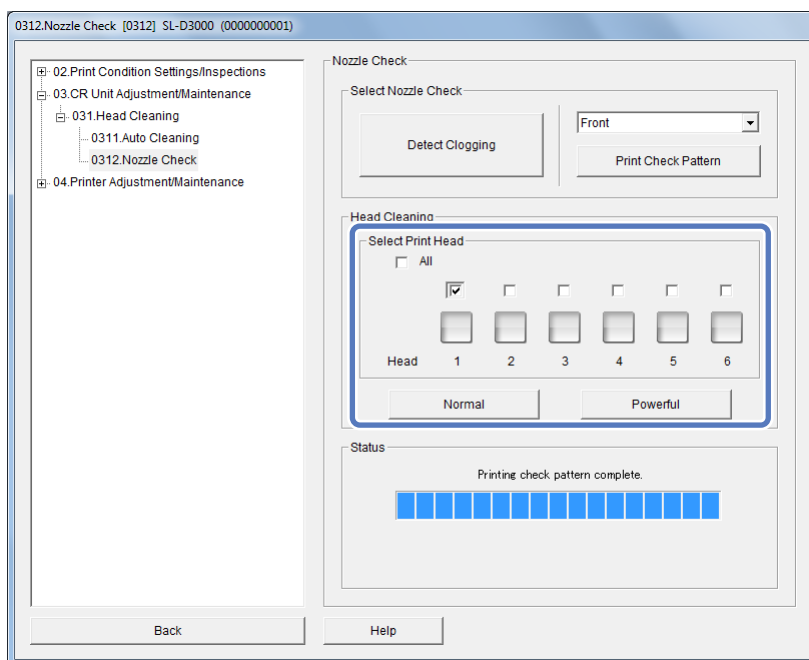 0312.Nozzle Check [0312] SL-D3000 (0000000001)
02.Print Condition Settings/Inspections
03.CR Unit Adjustment/Maintenance
031.Head Cleaning
0311.Auto Cleaning
0312.Nozzle Check
04.Printer Adjustment/Maintenance
Nozzle Check
Select Nozzle Check
Detect Clogging
Front
Print Check Pattern
Head Cleaning
Select Print Head
All
Head 1 2 3 4 5 6
Normal Powerful
Status
Printing check pattern complete.
Back Help